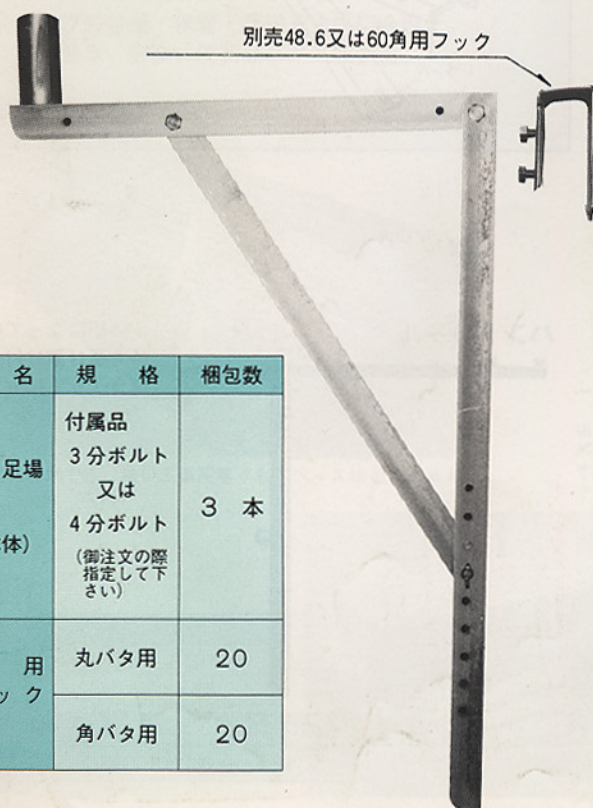 別売48.6又は60角用フック
名 規 格 梱包数
足場
体)
付属品
3分ボルト
又は
4分ボルト
(御注文の際
指定して下
さい)
3 本
用
ック
丸バタ用 20
角バタ用 20